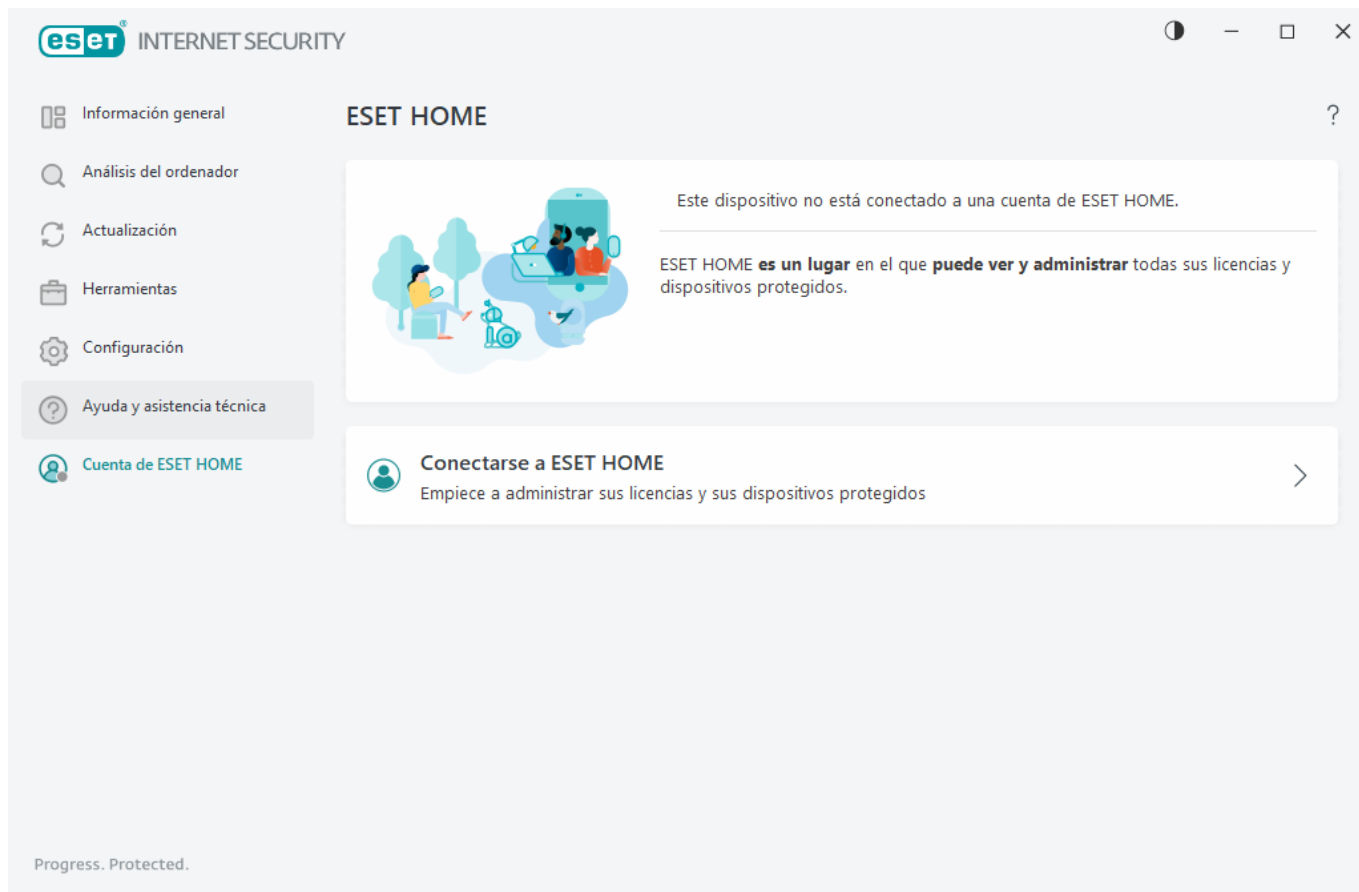 eseT® INTERNET SECURITY
Información general
Análisis del ordenador
Actualización
Herramientas
Configuración
Ayuda y asistencia técnica
Cuenta de ESET HOME
ESET HOME
?
Este dispositivo no está conectado a una cuenta de ESET HOME.
ESET HOME es un lugar en el que puede ver y administrar todas sus licencias y
dispositivos protegidos.
Conectarse a ESET HOME
Empiece a administrar sus licencias y sus dispositivos protegidos
Progress. Protected.